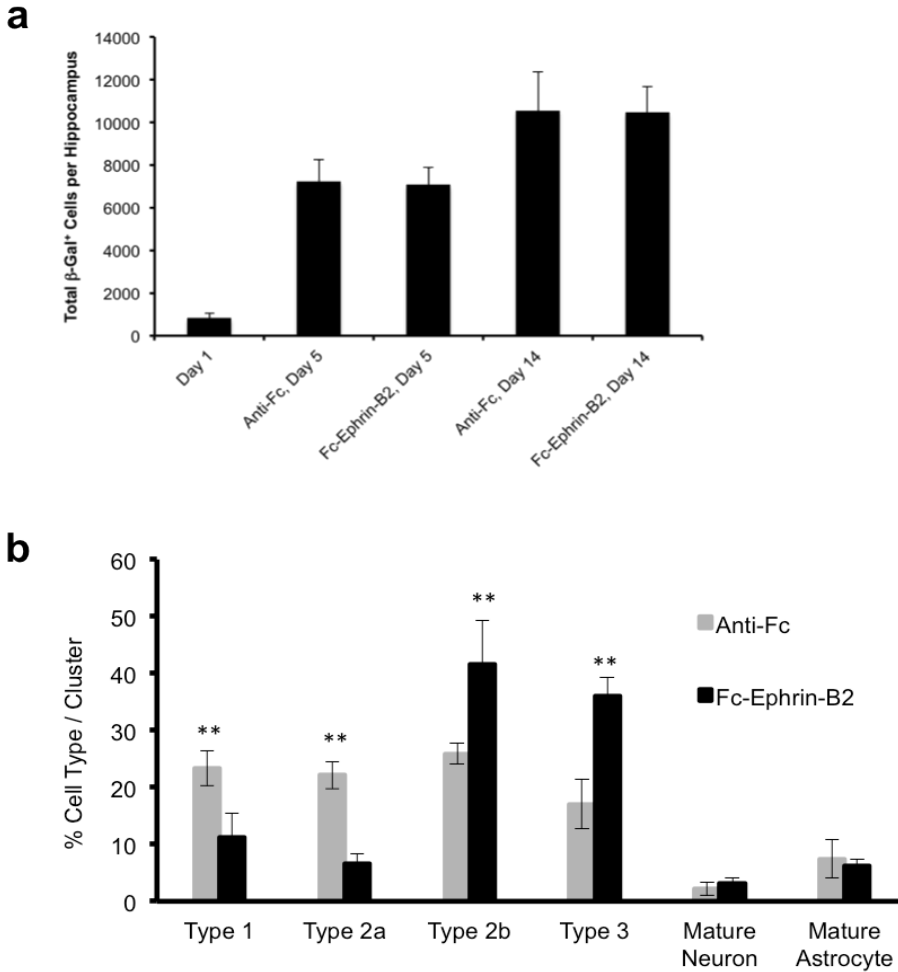 a
Total β-Gal⁺ Cells per Hippocampus
14000
12000
10000
8000
6000
4000
2000
0
Day 1
Anti-Fc, Day 5
Fc-Ephrin-B2, Day 5
Anti-Fc, Day 14
Fc-Ephrin-B2, Day 14
b
% Cell Type / Cluster
60
50
40
30
20
10
0
**
**
**
**
Anti-Fc
Fc-Ephrin-B2
Type 1
Type 2a
Type 2b
Type 3
Mature
Neuron
Mature
Astrocyte